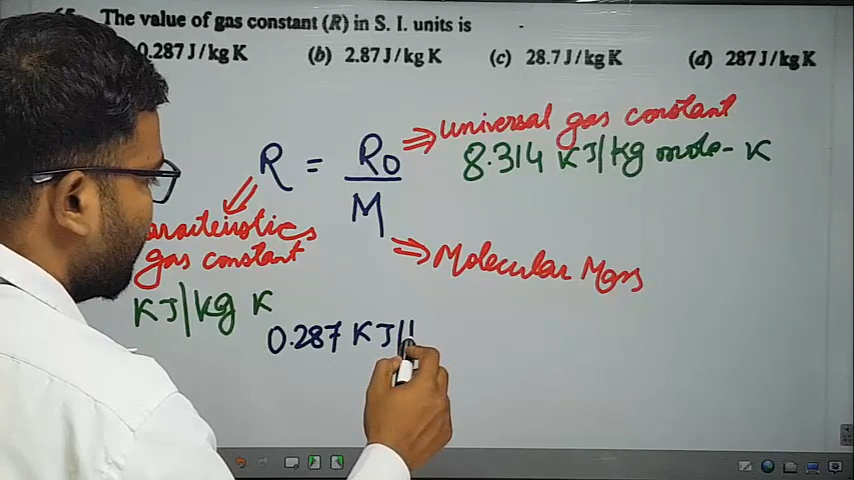 The value of gas constant (R) in S. I. units is
0.287 J/kg K (b) 2.87 J/kg K (c) 28.7 J/kg K (d) 287 J/kg K
R = R0 / M
⇒ universal gas constant
8.314 KJ/kg mole-K
gas constant
⇒ Molecular Mass
KJ/kg K
0.287 KJ/